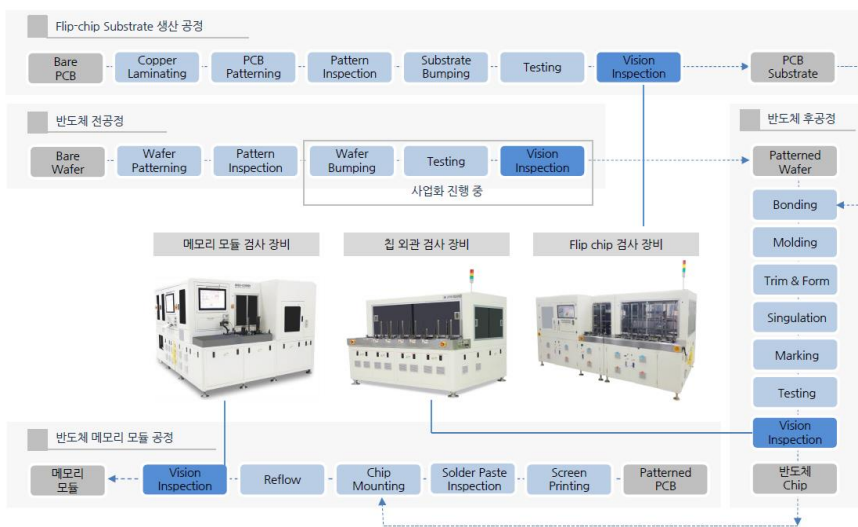 Flip-chip Substrate 생산 공정
Bare
PCB
Copper
Laminating
PCB
Patterning
Pattern
Inspection
Substrate
Bumping
Testing
Vision
Inspection
PCB
Substrate
반도체 전공정
Bare
Wafer
Wafer
Patterning
Pattern
Inspection
Wafer
Bumping
Testing
Vision
Inspection
사업화 진행 중
반도체 후공정
Patterned
Wafer
Bonding
Molding
Trim & Form
Singulation
Marking
Testing
Vision
Inspection
반도체
Chip
메모리 모듈 검사 장비
칩 외관 검사 장비
Flip chip 검사 장비
반도체 메모리 모듈 공정
메모리
모듈
Vision
Inspection
Reflow
Chip
Mounting
Solder Paste
Inspection
Screen
Printing
Patterned
PCB